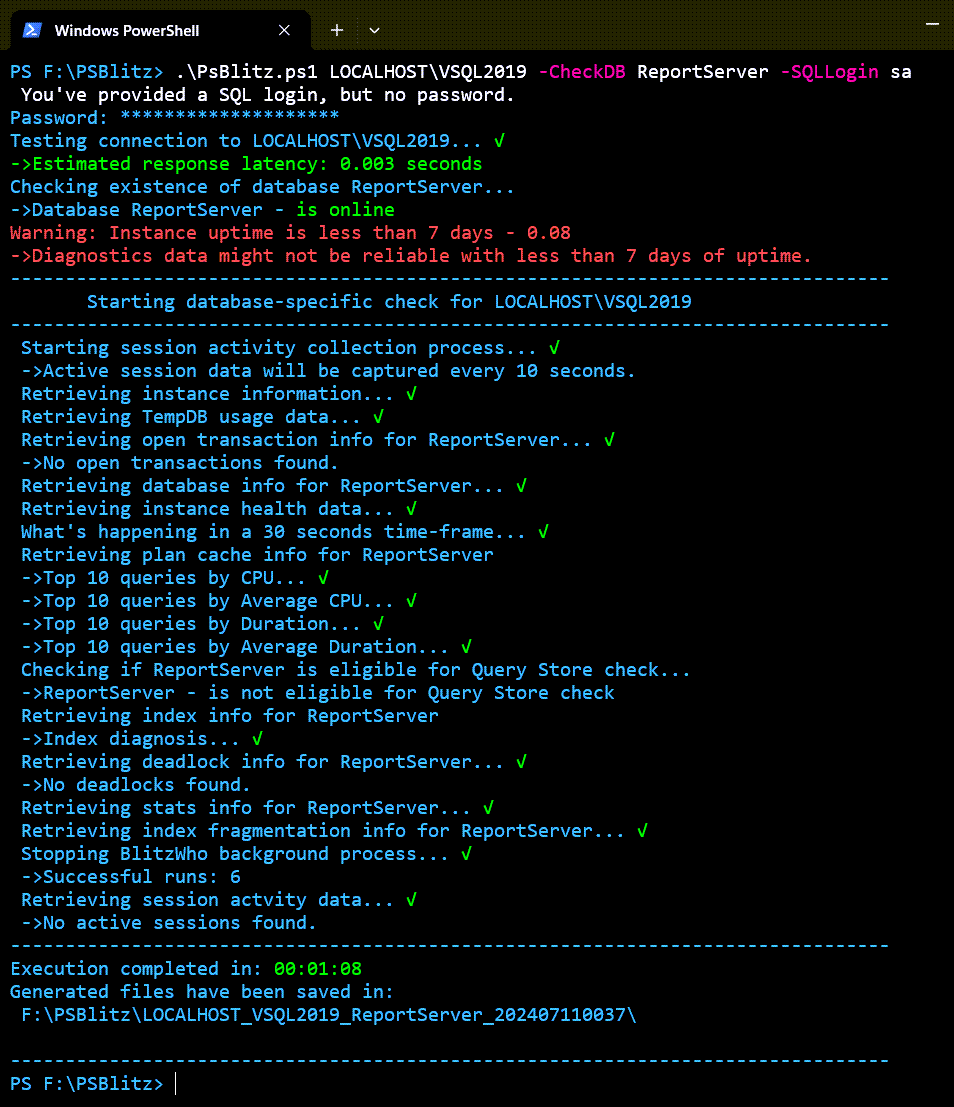 Windows PowerShell
PS F:\PSBlitz> .\PsBlitz.ps1 LOCALHOST\VSQL2019 -CheckDB ReportServer -SQLLogin sa
You've provided a SQL login, but no password.
Password: ********************
Testing connection to LOCALHOST\VSQL2019... √
->Estimated response latency: 0.003 seconds
Checking existence of database ReportServer...
->Database ReportServer - is online
Warning: Instance uptime is less than 7 days - 0.08
->Diagnostics data might not be reliable with less than 7 days of uptime.
--------------------------------------------------------------------------------
Starting database-specific check for LOCALHOST\VSQL2019
--------------------------------------------------------------------------------
Starting session activity collection process... √
->Active session data will be captured every 10 seconds.
Retrieving instance information... √
Retrieving TempDB usage data... √
Retrieving open transaction info for ReportServer... √
->No open transactions found.
Retrieving database info for ReportServer... √
Retrieving instance health data... √
What's happening in a 30 seconds time-frame... √
Retrieving plan cache info for ReportServer
->Top 10 queries by CPU... √
->Top 10 queries by Average CPU... √
->Top 10 queries by Duration... √
->Top 10 queries by Average Duration... √
Checking if ReportServer is eligible for Query Store check...
->ReportServer - is not eligible for Query Store check
Retrieving index info for ReportServer
->Index diagnosis... √
Retrieving deadlock info for ReportServer... √
->No deadlocks found.
Retrieving stats info for ReportServer... √
Retrieving index fragmentation info for ReportServer... √
Stopping BlitzWho background process... √
->Successful runs: 6
Retrieving session actvity data... √
->No active sessions found.
--------------------------------------------------------------------------------
Execution completed in: 00:01:08
Generated files have been saved in:
F:\PSBlitz\LOCALHOST_VSQL2019_ReportServer_202407110037\
--------------------------------------------------------------------------------
PS F:\PSBlitz>